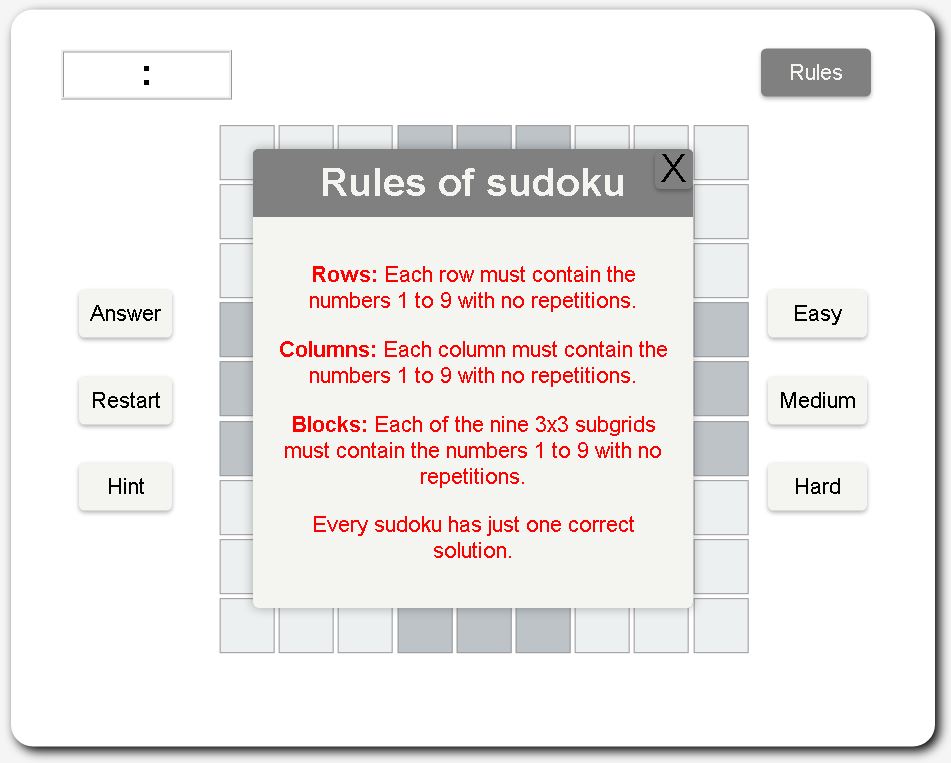 :
Rules
Rules of sudoku
X
Rows: Each row must contain the
numbers 1 to 9 with no repetitions.
Columns: Each column must contain the
numbers 1 to 9 with no repetitions.
Blocks: Each of the nine 3x3 subgrids
must contain the numbers 1 to 9 with no
repetitions.
Every sudoku has just one correct
solution.
Answer
Restart
Hint
Easy
Medium
Hard